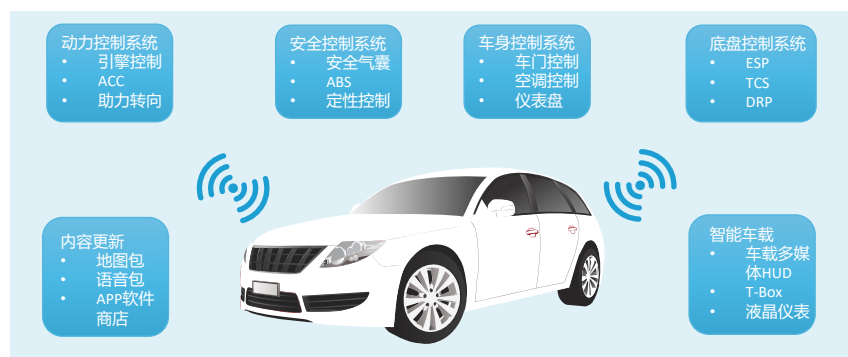 动力控制系统
• 引擎控制
• ACC
• 助力转向
安全控制系统
• 安全气囊
• ABS
• 定性控制
车身控制系统
• 车门控制
• 空调控制
• 仪表盘
底盘控制系统
• ESP
• TCS
• DRP
内容更新
• 地图包
• 语音包
• APP软件
商店
智能车载
• 车载多媒
体HUD
• T-Box
• 液晶仪表